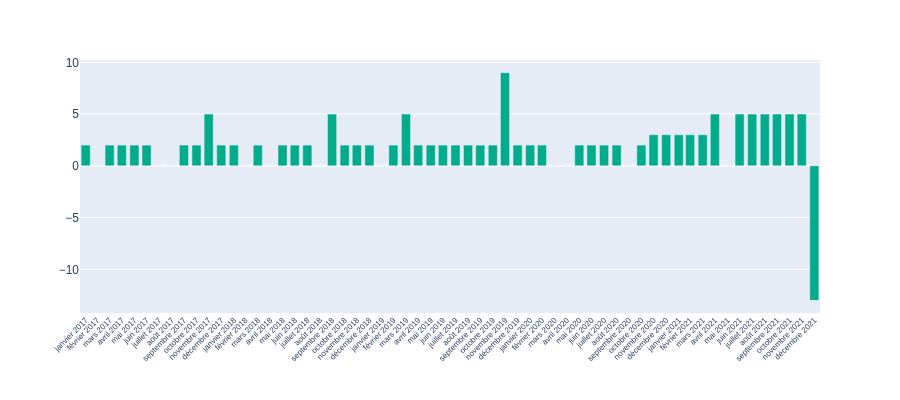 10
5
0
−5
−10
janvier 2017
février 2017
mars 2017
avril 2017
mai 2017
juin 2017
juillet 2017
août 2017
septembre 2017
octobre 2017
novembre 2017
décembre 2017
janvier 2018
février 2018
mars 2018
avril 2018
mai 2018
juin 2018
juillet 2018
août 2018
septembre 2018
octobre 2018
novembre 2018
décembre 2018
janvier 2019
février 2019
mars 2019
avril 2019
mai 2019
juin 2019
juillet 2019
août 2019
septembre 2019
octobre 2019
novembre 2019
décembre 2019
janvier 2020
février 2020
mars 2020
avril 2020
mai 2020
juin 2020
juillet 2020
août 2020
septembre 2020
octobre 2020
novembre 2020
décembre 2020
janvier 2021
février 2021
mars 2021
avril 2021
mai 2021
juin 2021
juillet 2021
août 2021
septembre 2021
octobre 2021
novembre 2021
décembre 2021